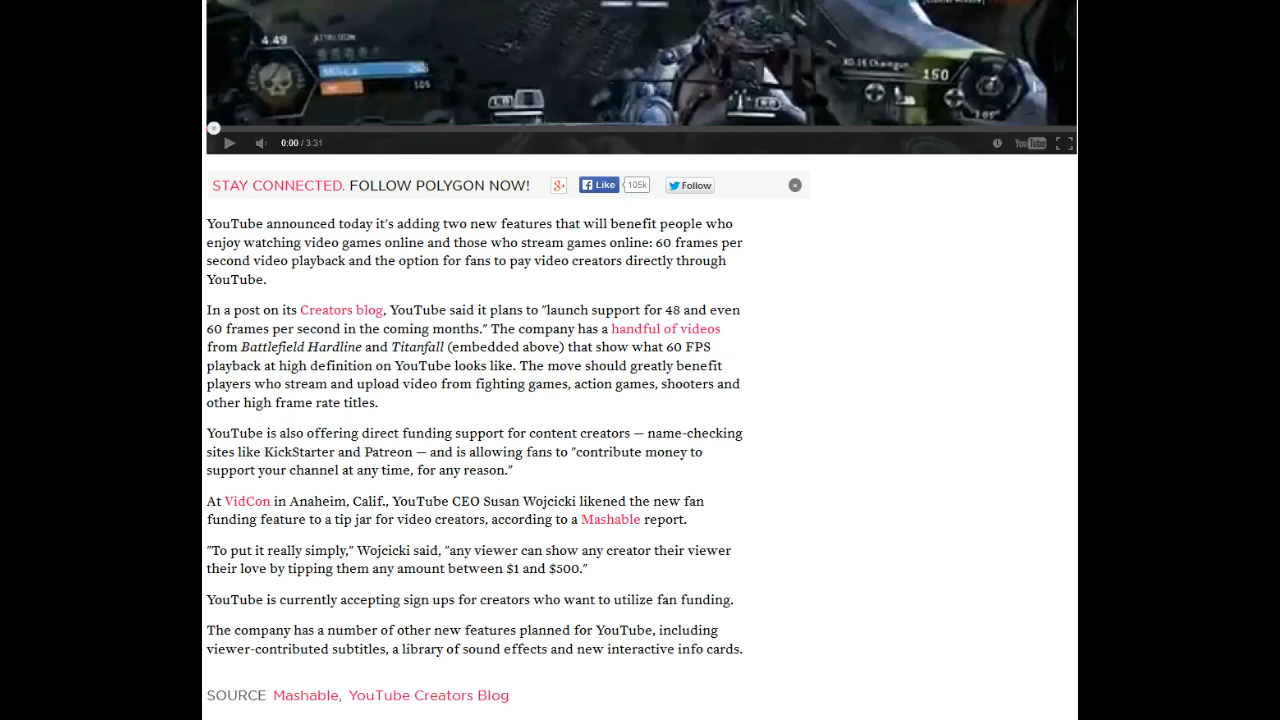 4:49 ATTRITION
105
LB
XO-16 Chaingun
150
0:00 / 3:31
YouTube
STAY CONNECTED. FOLLOW POLYGON NOW! g+ Like 105k Follow
YouTube announced today it's adding two new features that will benefit people who
enjoy watching video games online and those who stream games online: 60 frames per
second video playback and the option for fans to pay video creators directly through
YouTube.
In a post on its Creators blog, YouTube said it plans to "launch support for 48 and even
60 frames per second in the coming months." The company has a handful of videos
from Battlefield Hardline and Titanfall (embedded above) that show what 60 FPS
playback at high definition on YouTube looks like. The move should greatly benefit
players who stream and upload video from fighting games, action games, shooters and
other high frame rate titles.
YouTube is also offering direct funding support for content creators — name-checking
sites like KickStarter and Patreon — and is allowing fans to "contribute money to
support your channel at any time, for any reason."
At VidCon in Anaheim, Calif., YouTube CEO Susan Wojcicki likened the new fan
funding feature to a tip jar for video creators, according to a Mashable report.
"To put it really simply," Wojcicki said, "any viewer can show any creator their viewer
their love by tipping them any amount between $1 and $500."
YouTube is currently accepting sign ups for creators who want to utilize fan funding.
The company has a number of other new features planned for YouTube, including
viewer-contributed subtitles, a library of sound effects and new interactive info cards.
SOURCE Mashable, YouTube Creators Blog